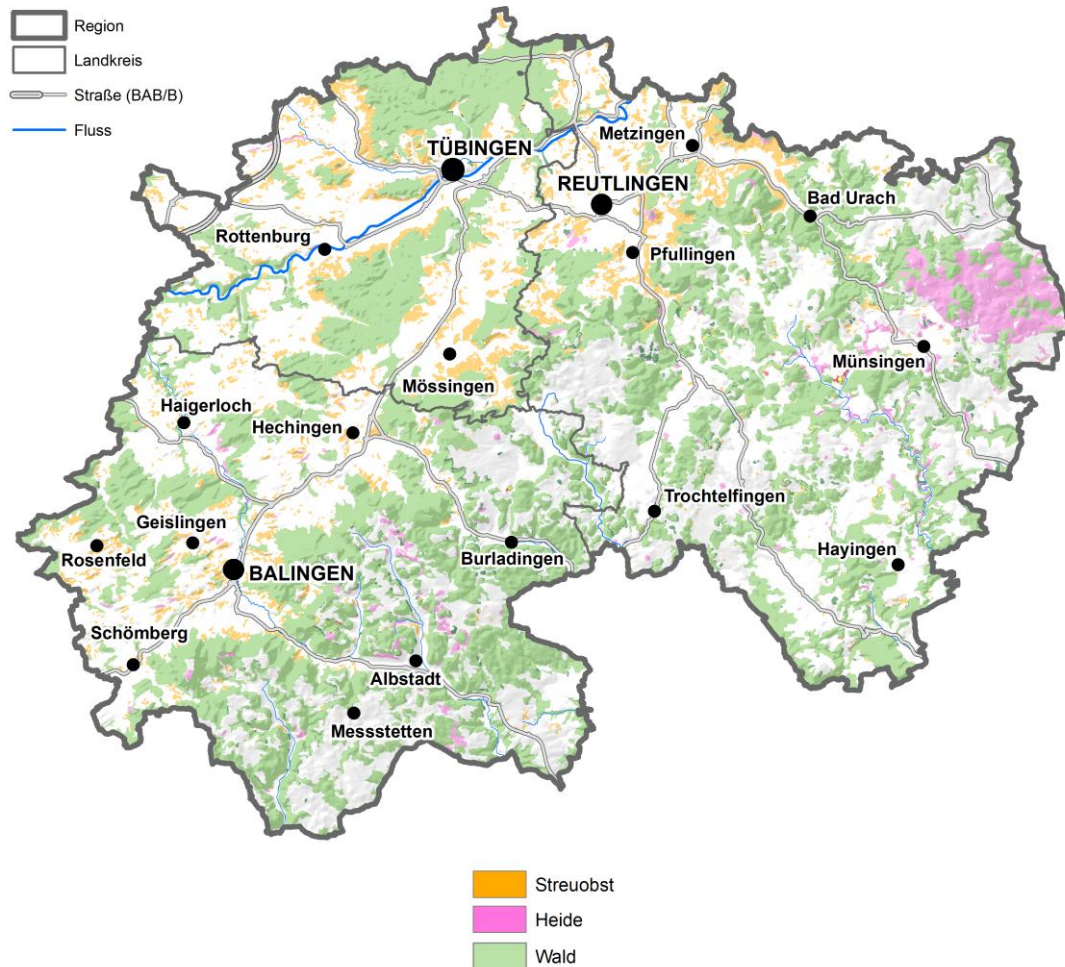 Region
Landkreis
Straße (BAB/B)
Fluss
Metzingen
TÜBINGEN
REUTLINGEN
Bad Urach
Rottenburg
Pfullingen
Münsingen
Mössingen
Haigerloch
Hechingen
Trochtelfingen
Geislingen
Rosenfeld
Burladingen
Hayingen
BALINGEN
Schömberg
Albstadt
Messstetten
Streuobst
Heide
Wald